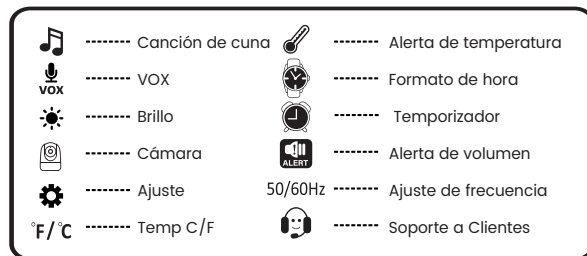 Canción de cuna
Alerta de temperatura
VOX
VOX
Formato de hora
Brillo
Temporizador
Cámara
ALERT
Alerta de volumen
Ajuste
50/60Hz
Ajuste de frecuencia
°F/°C
Temp C/F
Soporte a Clientes